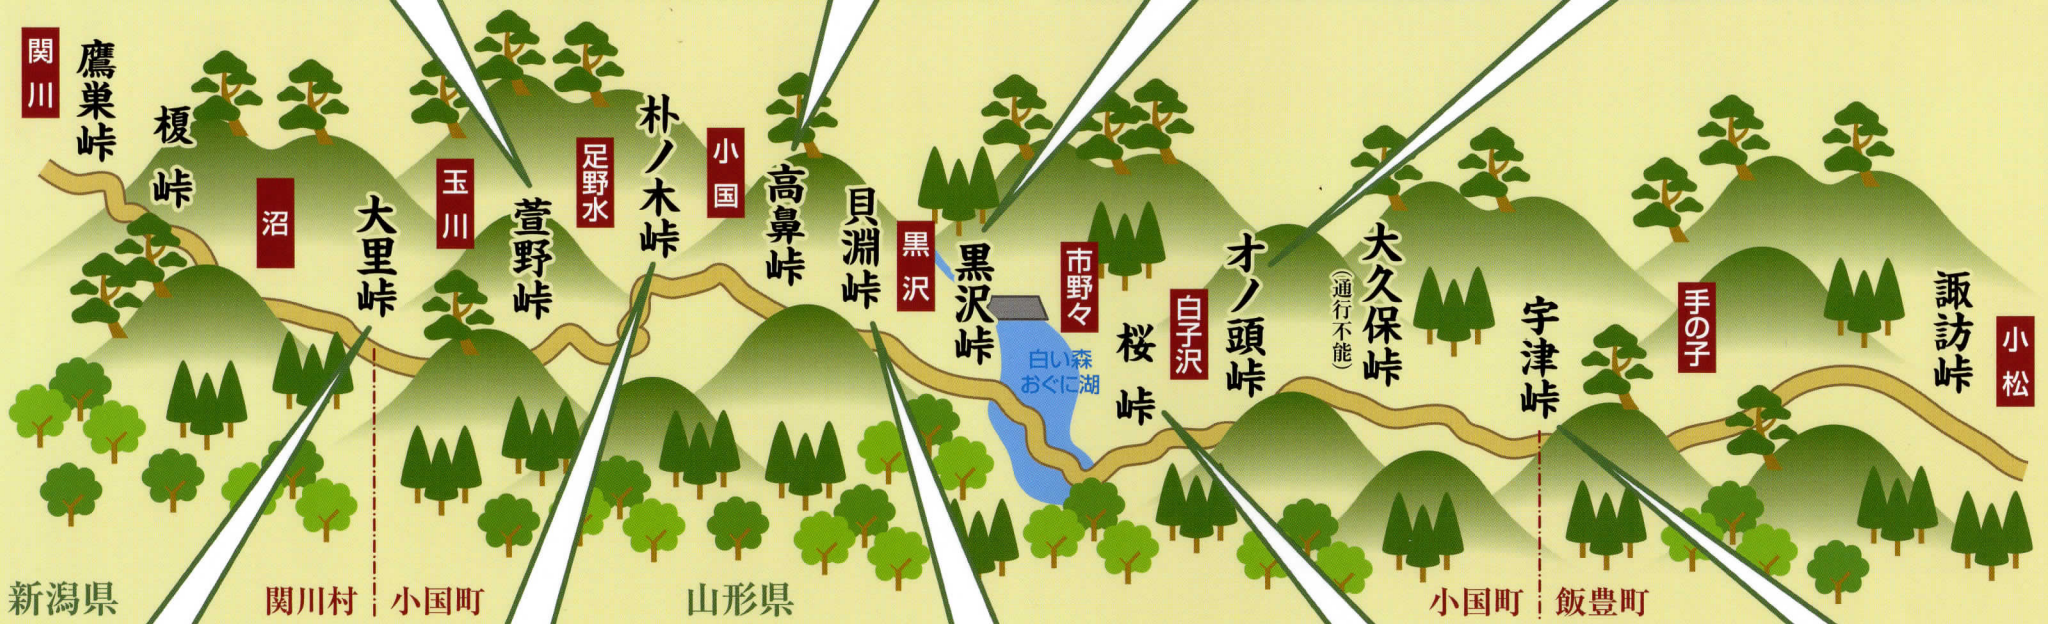 関川
鷹巣峠
榎峠
沼
大里峠
玉川
萱野峠
足野水
朴ノ木峠
小国
高鼻峠
貝淵峠
黒沢
黒沢峠
白い森
おぐに湖
市野々
桜峠
白子沢
才ノ頭峠
大久保峠
（通行不能）
宇津峠
手の子
諏訪峠
小松
新潟県
関川村
小国町
山形県
小国町
飯豊町